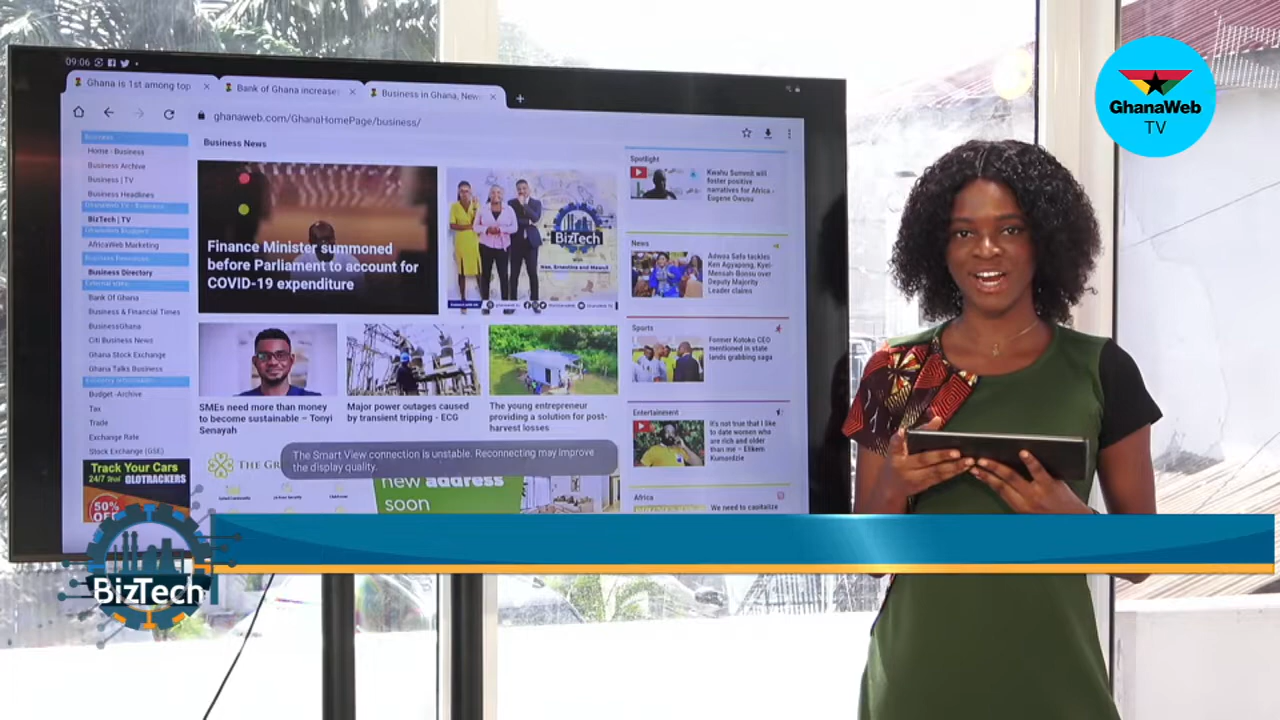 09:06
Ghana is 1st among top
Bank of Ghana increase
Business in Ghana, New
ghanaweb.com/GhanaHomePage/business/
GhanaWeb
TV
Business
Home - Business
Business Archive
Business | TV
Business Headlines
BizTech | TV
AfricaWeb Marketing
Business Directory
Bank Of Ghana
Business & Financial Times
BusinessGhana
Citi Business News
Ghana Stock Exchange
Ghana Talks Business
Budget -Archive
Tax
Trade
Exchange Rate
Stock Exchange (GSE)
Track Your Cars
24/7
GLOTRACKERS
50%
Business News
Finance Minister summoned
before Parliament to account for
COVID-19 expenditure
BizTech
SMEs need more than money
to become sustainable – Tonyi
Senayah
Major power outages caused
by transient tripping - ECG
The young entrepreneur
providing a solution for post-
harvest losses
The Smart View connection is unstable. Reconnecting may improve
the display quality.
THE GR
new address
soon
Spotlight
Kwahu Summit will
foster positive
narratives for Africa -
Eugene Owusu
News
Adwoa Safo tackles
Ken Agyapong, Kyei-
Mensah-Bonsu over
Deputy Majority
Leader claims
Sports
Former Kotoko CEO
mentioned in state
lands grabbing saga
Entertainment
It's not true that I like
to date women who
are rich and older
than me – Elikem
Kumordzie
Africa
We need to capitalize
BizTech